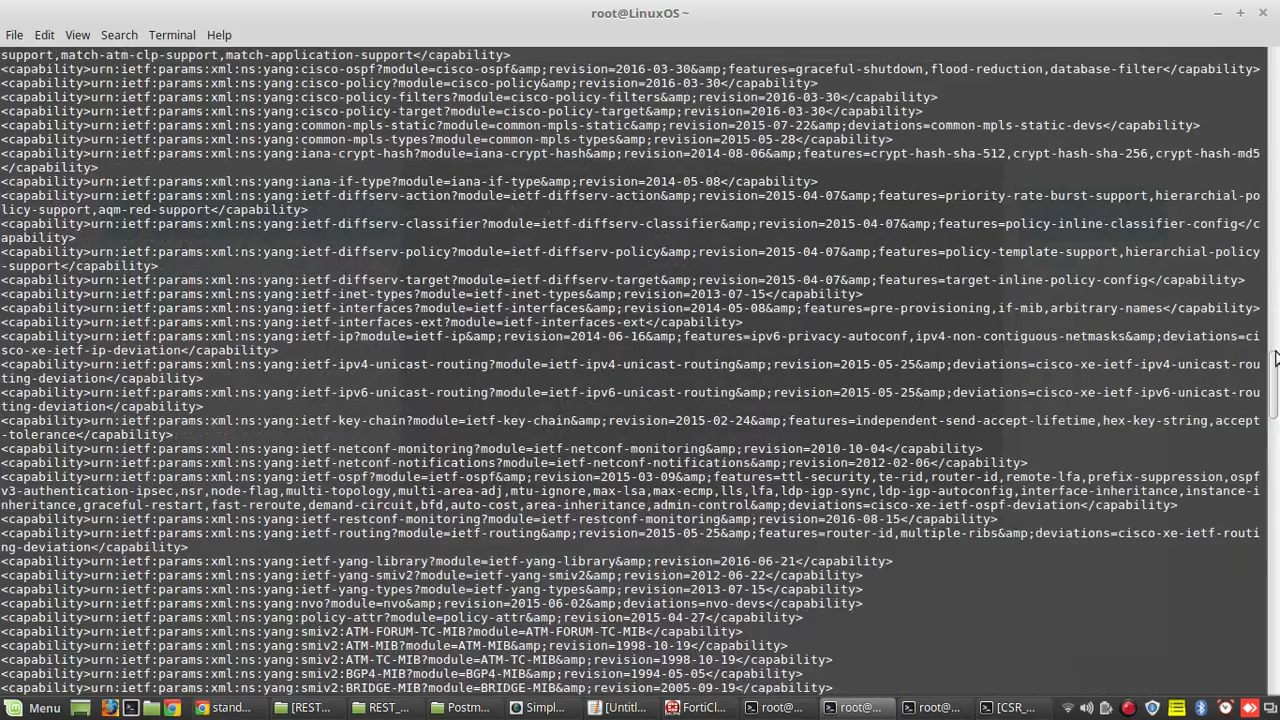 root@LinuxOS ~
File Edit View Search Terminal Help
support,match-atm-clp-support,match-application-support</capability>
<capability>urn:ietf:params:xml:ns:yang:cisco-ospf?module=cisco-ospf&amp;revision=2016-03-30&amp;features=graceful-shutdown,flood-reduction,database-filter</capability>
<capability>urn:ietf:params:xml:ns:yang:cisco-policy?module=cisco-policy&amp;revision=2016-03-30</capability>
<capability>urn:ietf:params:xml:ns:yang:cisco-policy-filters?module=cisco-policy-filters&amp;revision=2016-03-30</capability>
<capability>urn:ietf:params:xml:ns:yang:cisco-policy-target?module=cisco-policy-target&amp;revision=2016-03-30</capability>
<capability>urn:ietf:params:xml:ns:yang:common-mpls-static?module=common-mpls-static&amp;revision=2015-07-22&amp;deviations=common-mpls-static-devs</capability>
<capability>urn:ietf:params:xml:ns:yang:common-mpls-types?module=common-mpls-types&amp;revision=2015-05-28</capability>
<capability>urn:ietf:params:xml:ns:yang:iana-crypt-hash?module=iana-crypt-hash&amp;revision=2014-08-06&amp;features=crypt-hash-sha-512,crypt-hash-sha-256,crypt-hash-md5
</capability>
<capability>urn:ietf:params:xml:ns:yang:iana-if-type?module=iana-if-type&amp;revision=2014-05-08</capability>
<capability>urn:ietf:params:xml:ns:yang:ietf-diffserv-action?module=ietf-diffserv-action&amp;revision=2015-04-07&amp;features=priority-rate-burst-support,hierarchial-po
licy-support,aqm-red-support</capability>
<capability>urn:ietf:params:xml:ns:yang:ietf-diffserv-classifier?module=ietf-diffserv-classifier&amp;revision=2015-04-07&amp;features=policy-inline-classifier-config</c
apability>
<capability>urn:ietf:params:xml:ns:yang:ietf-diffserv-policy?module=ietf-diffserv-policy&amp;revision=2015-04-07&amp;features=policy-template-support,hierarchial-policy
-support</capability>
<capability>urn:ietf:params:xml:ns:yang:ietf-diffserv-target?module=ietf-diffserv-target&amp;revision=2015-04-07&amp;features=target-inline-policy-config</capability>
<capability>urn:ietf:params:xml:ns:yang:ietf-inet-types?module=ietf-inet-types&amp;revision=2013-07-15</capability>
<capability>urn:ietf:params:xml:ns:yang:ietf-interfaces?module=ietf-interfaces&amp;revision=2014-05-08&amp;features=pre-provisioning,if-mib,arbitrary-names</capability>
<capability>urn:ietf:params:xml:ns:yang:ietf-interfaces-ext?module=ietf-interfaces-ext</capability>
<capability>urn:ietf:params:xml:ns:yang:ietf-ip?module=ietf-ip&amp;revision=2014-06-16&amp;features=ipv6-privacy-autoconf,ipv4-non-contiguous-netmasks&amp;deviations=ci
sco-xe-ietf-ip-deviation</capability>
<capability>urn:ietf:params:xml:ns:yang:ietf-ipv4-unicast-routing?module=ietf-ipv4-unicast-routing&amp;revision=2015-05-25&amp;deviations=cisco-xe-ietf-ipv4-unicast-rou
ting-deviation</capability>
<capability>urn:ietf:params:xml:ns:yang:ietf-ipv6-unicast-routing?module=ietf-ipv6-unicast-routing&amp;revision=2015-05-25&amp;deviations=cisco-xe-ietf-ipv6-unicast-rou
ting-deviation</capability>
<capability>urn:ietf:params:xml:ns:yang:ietf-key-chain?module=ietf-key-chain&amp;revision=2015-02-24&amp;features=independent-send-accept-lifetime,hex-key-string,accept
-tolerance</capability>
<capability>urn:ietf:params:xml:ns:yang:ietf-netconf-monitoring?module=ietf-netconf-monitoring&amp;revision=2010-10-04</capability>
<capability>urn:ietf:params:xml:ns:yang:ietf-netconf-notifications?module=ietf-netconf-notifications&amp;revision=2012-02-06</capability>
<capability>urn:ietf:params:xml:ns:yang:ietf-ospf?module=ietf-ospf&amp;revision=2015-03-09&amp;features=ttl-security,te-rid,router-id,remote-lfa,prefix-suppression,ospf
v3-authentication-ipsec,nsr,node-flag,multi-topology,multi-area-adj,mtu-ignore,max-lsa,max-ecmp,lls,lfa,ldp-igp-sync,ldp-igp-autoconfig,interface-inheritance,instance-i
nheritance,graceful-restart,fast-reroute,demand-circuit,bfd,auto-cost,area-inheritance,admin-control&amp;deviations=cisco-xe-ietf-ospf-deviation</capability>
<capability>urn:ietf:params:xml:ns:yang:ietf-restconf-monitoring?module=ietf-restconf-monitoring&amp;revision=2016-08-15</capability>
<capability>urn:ietf:params:xml:ns:yang:ietf-routing?module=ietf-routing&amp;revision=2015-05-25&amp;features=router-id,multiple-ribs&amp;deviations=cisco-xe-ietf-routi
ng-deviation</capability>
<capability>urn:ietf:params:xml:ns:yang:ietf-yang-library?module=ietf-yang-library&amp;revision=2016-06-21</capability>
<capability>urn:ietf:params:xml:ns:yang:ietf-yang-smiv2?module=ietf-yang-smiv2&amp;revision=2012-06-22</capability>
<capability>urn:ietf:params:xml:ns:yang:ietf-yang-types?module=ietf-yang-types&amp;revision=2013-07-15</capability>
<capability>urn:ietf:params:xml:ns:yang:nvo?module=nvo&amp;revision=2015-06-02&amp;deviations=nvo-devs</capability>
<capability>urn:ietf:params:xml:ns:yang:policy-attr?module=policy-attr&amp;revision=2015-04-27</capability>
<capability>urn:ietf:params:xml:ns:yang:smiv2:ATM-FORUM-TC-MIB?module=ATM-FORUM-TC-MIB</capability>
<capability>urn:ietf:params:xml:ns:yang:smiv2:ATM-MIB?module=ATM-MIB&amp;revision=1998-10-19</capability>
<capability>urn:ietf:params:xml:ns:yang:smiv2:ATM-TC-MIB?module=ATM-TC-MIB&amp;revision=1998-10-19</capability>
<capability>urn:ietf:params:xml:ns:yang:smiv2:BGP4-MIB?module=BGP4-MIB&amp;revision=1994-05-05</capability>
<capability>urn:ietf:params:xml:ns:yang:smiv2:BRIDGE-MIB?module=BRIDGE-MIB&amp;revision=2005-09-19</capability>
Menu stand... [REST... REST_... Postm... Simpl... [Untitl... FortiCl... root@... root@... root@... [CSR_...